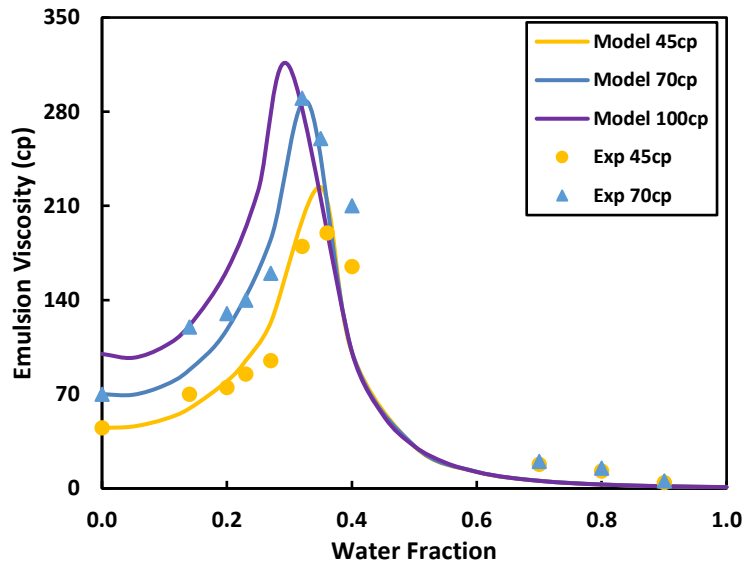 350
280
210
140
70
0
Emulsion Viscosity (cp)
Model 45cp
Model 70cp
Model 100cp
Exp 45cp
Exp 70cp
0.0 0.2 0.4 0.6 0.8 1.0
Water Fraction